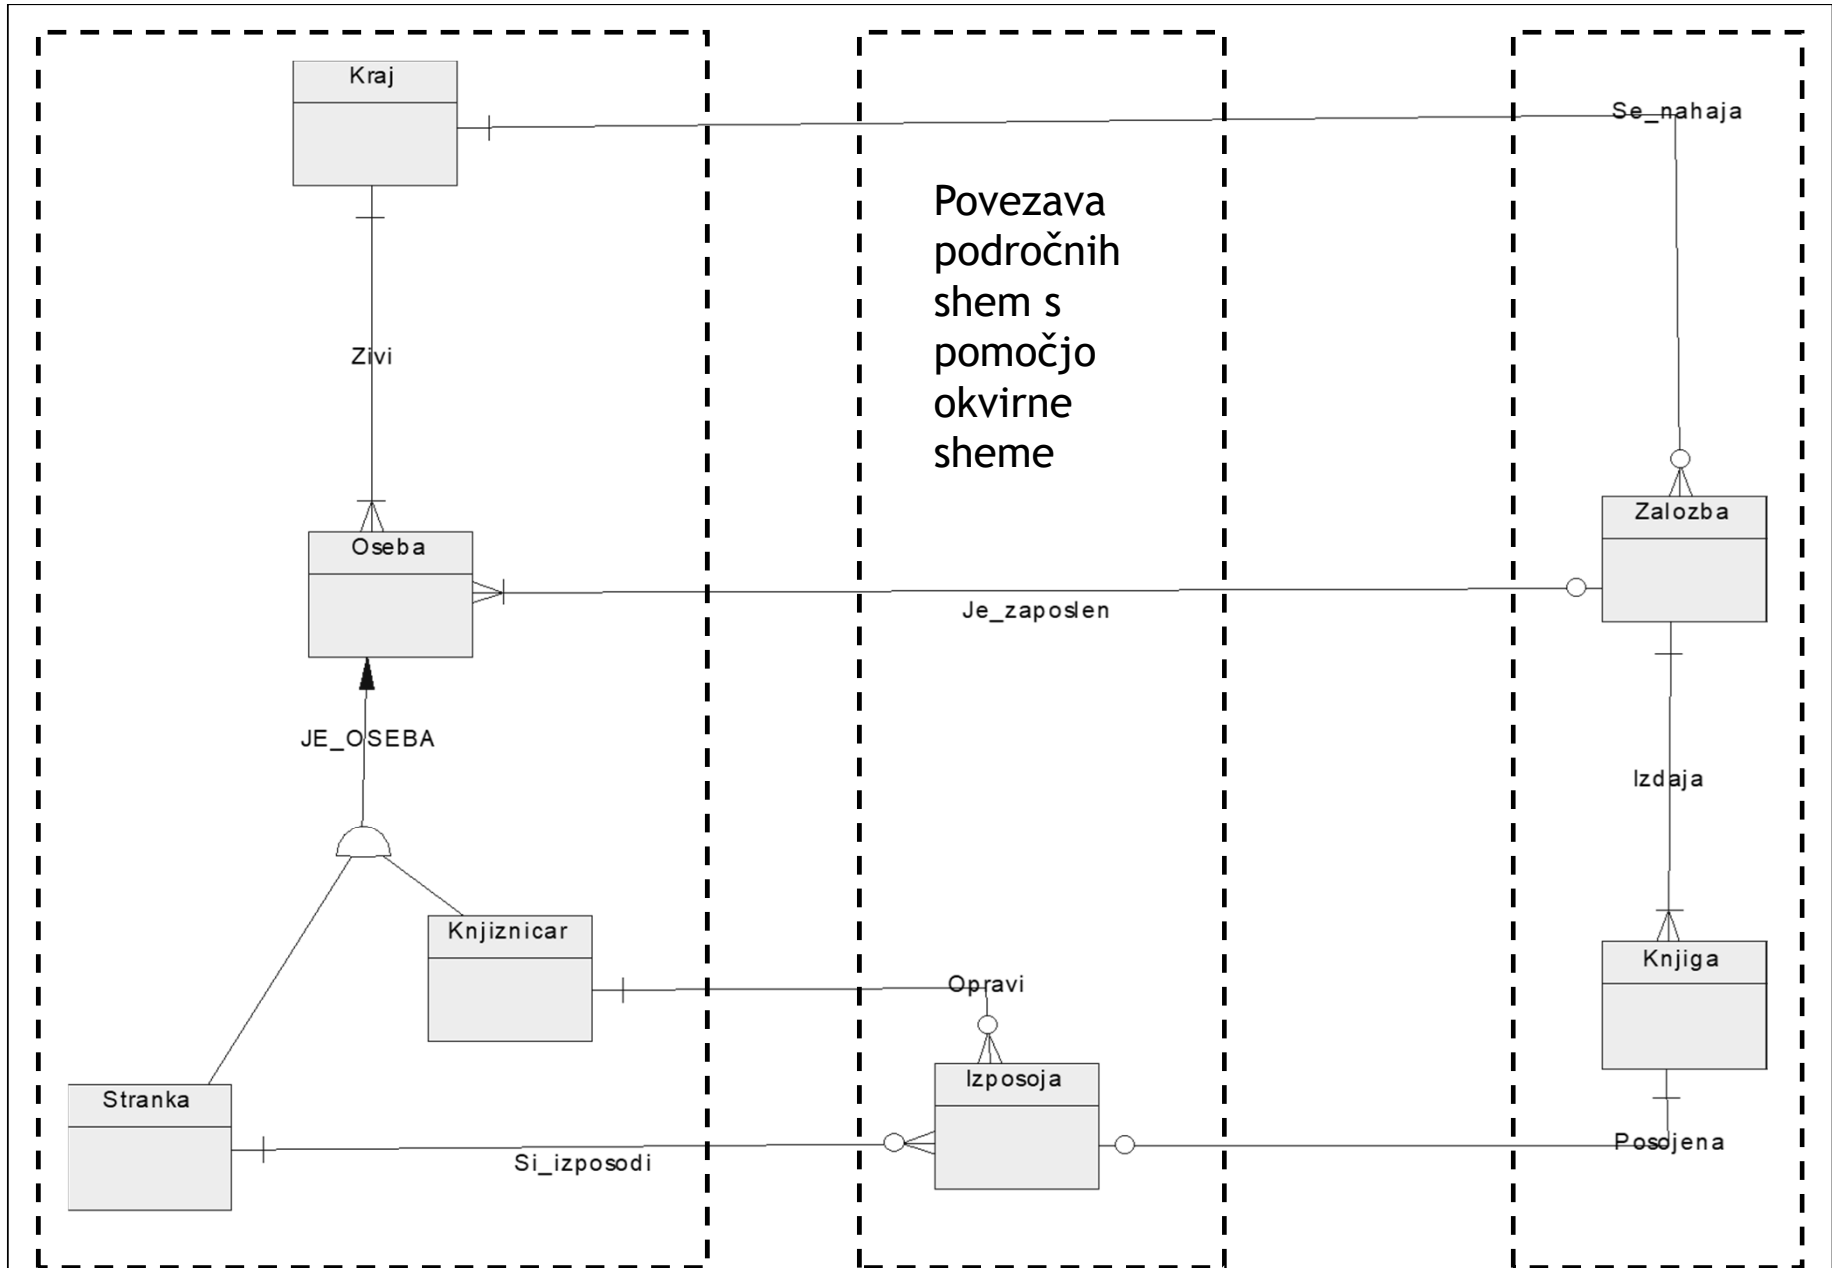 Kraj
Se_nahaja
Povezava
področnih
shem s
pomočjo
okvirne
sheme
Zivi
Zalozba
Oseba
Je_zaposlen
JE_OSEBA
Izdaja
Knjiznicar
Knjiga
Opravi
Izposoja
Stranka
Posojena
Si_izposodi